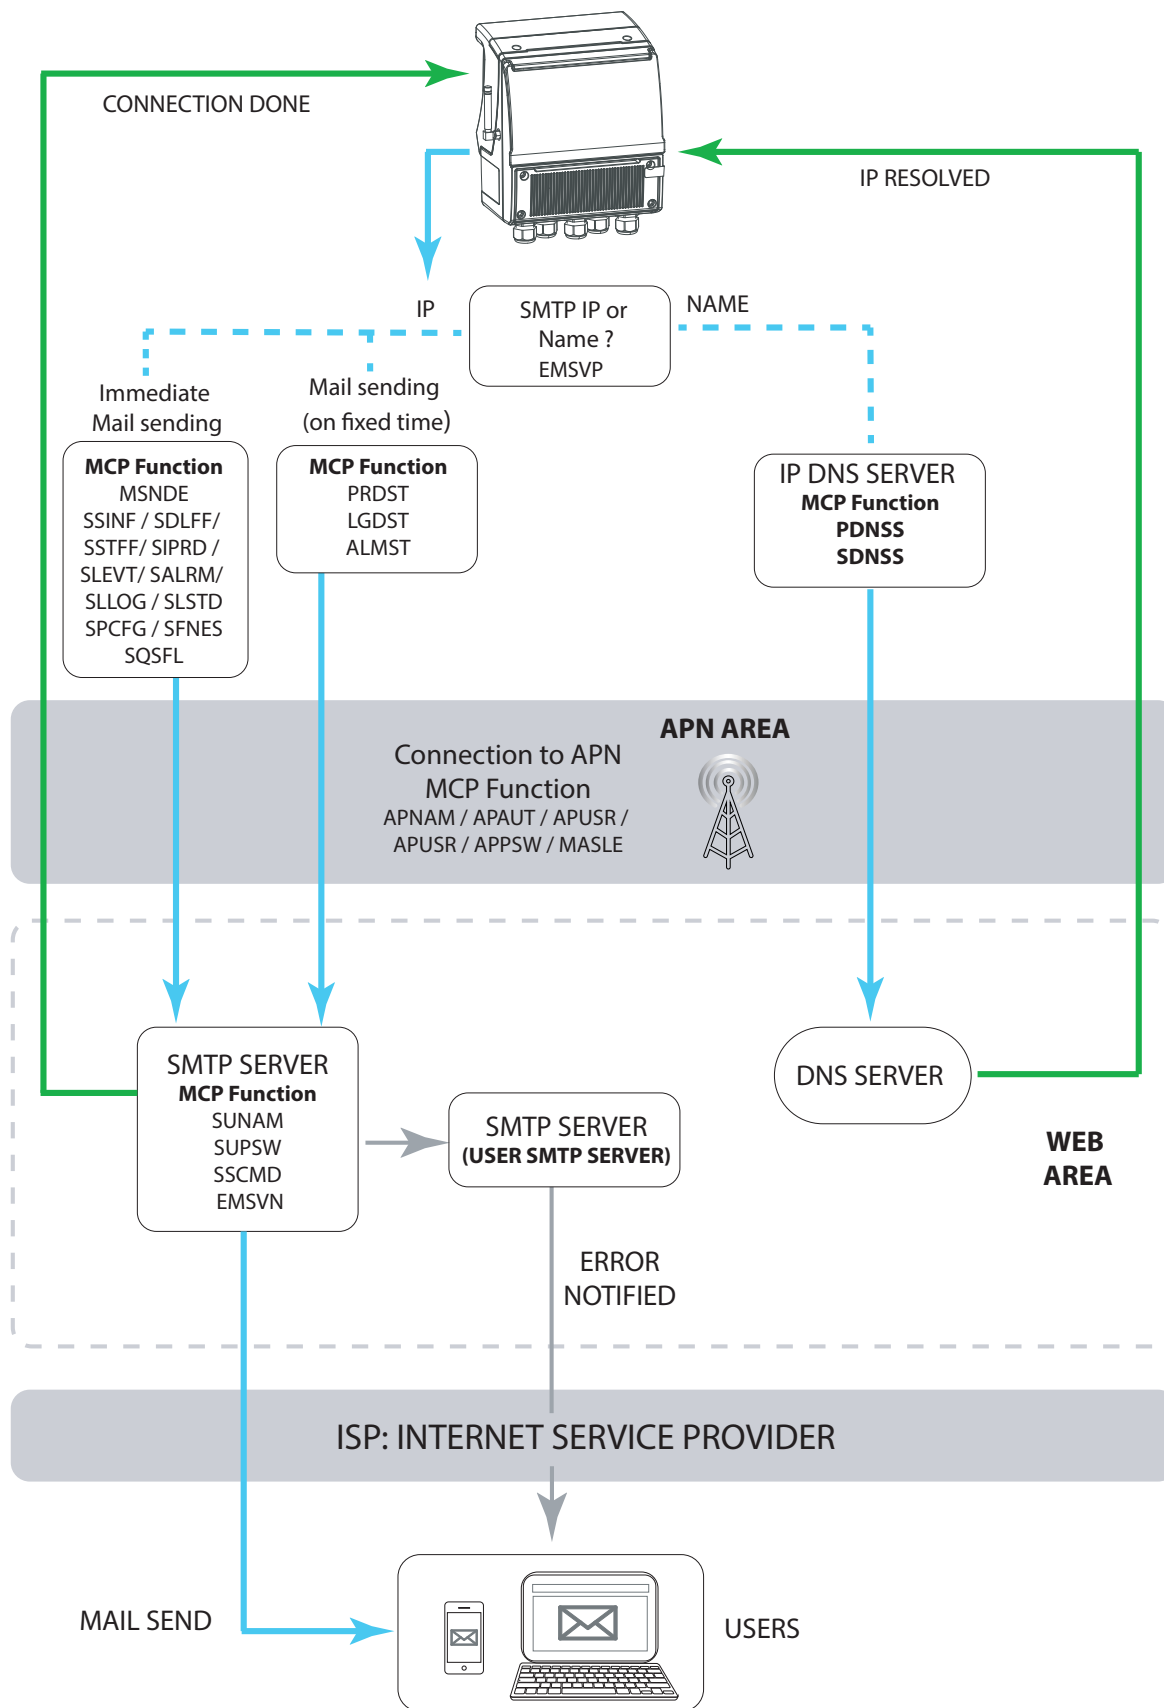 CONNECTION DONE
IP RESOLVED
IP
SMTP IP or
Name ?
EMSVP
NAME
Immediate
Mail sending
Mail sending
(on fixed time)
MCP Function
MSNDE
SSINF / SDLFF/
SSTFF/ SIPRD /
SLEVT/ SALRM/
SLLOG / SLSTD
SPCFG / SFNES
SQSFL
MCP Function
PRDST
LGDST
ALMST
IP DNS SERVER
MCP Function
PDNSS
SDNSS
APN AREA
Connection to APN
MCP Function
APNAM / APAUT / APUSR /
APUSR / APPSW / MASLE
SMTP SERVER
MCP Function
SUNAM
SUPSW
SSCMD
EMSVN
SMTP SERVER
(USER SMTP SERVER)
DNS SERVER
WEB
AREA
ERROR
NOTIFIED
ISP: INTERNET SERVICE PROVIDER
MAIL SEND
USERS